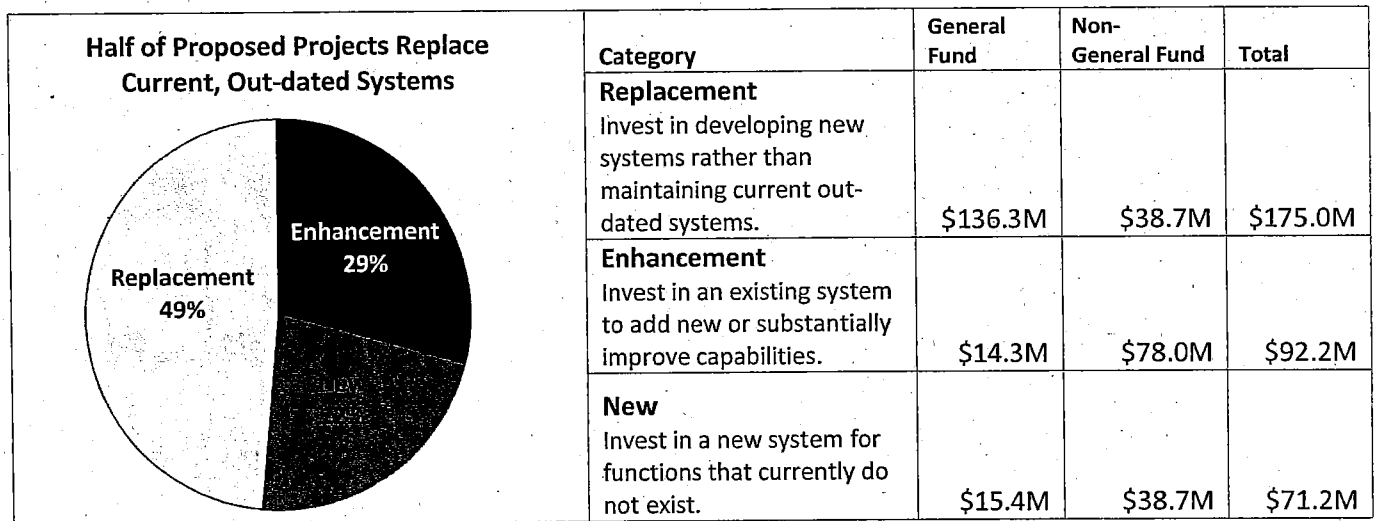 Half of Proposed Projects Replace
Current, Out-dated Systems
Enhancement
29%
Replacement
49%
Category
General
Fund
Non-
General Fund
Total
Replacement
Invest in developing new
systems rather than
maintaining current out-
dated systems.
$136.3M
$38.7M
$175.0M
Enhancement
Invest in an existing system
to add new or substantially
improve capabilities.
$14.3M
$78.0M
$92.2M
New
Invest in a new system for
functions that currently do
not exist.
$15.4M
$38.7M
$71.2M